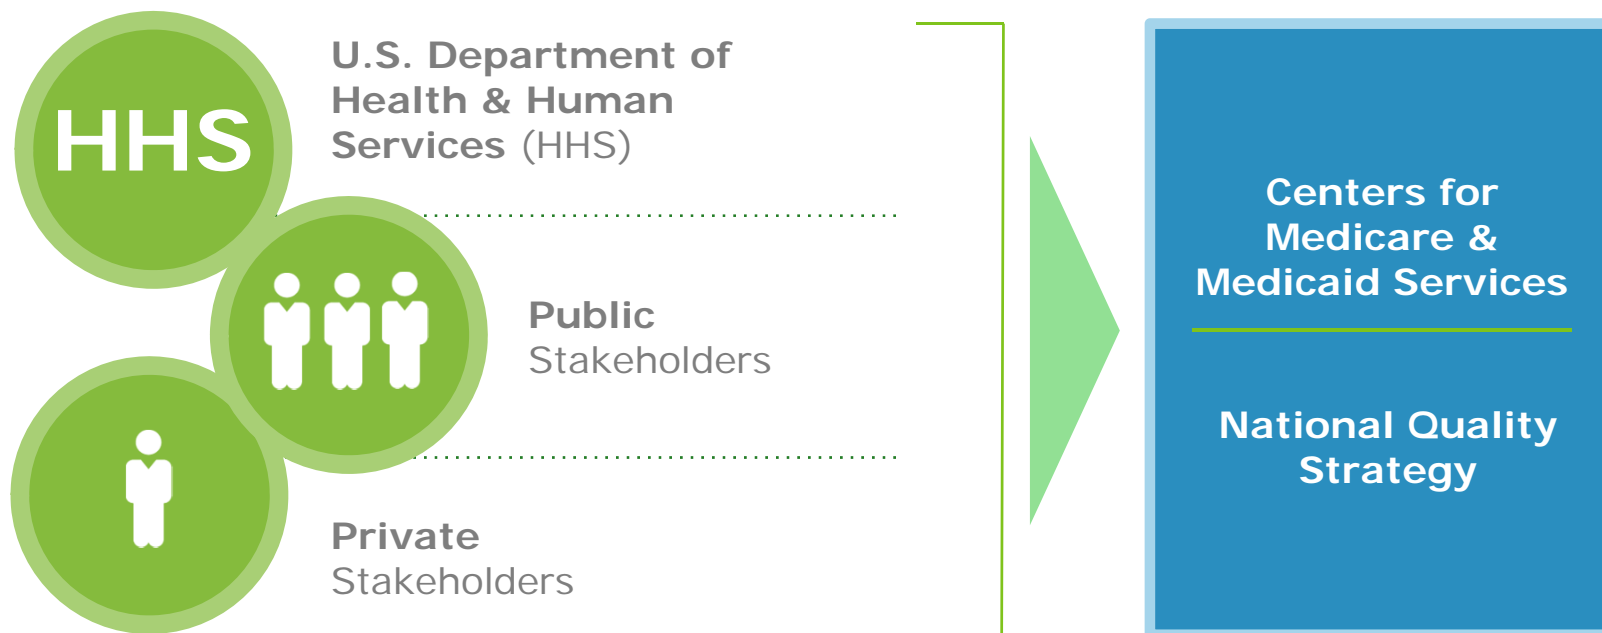 HHS
U.S. Department of
Health & Human
Services (HHS)
Public
Stakeholders
Private
Stakeholders
Centers for
Medicare &
Medicaid Services
National Quality
Strategy